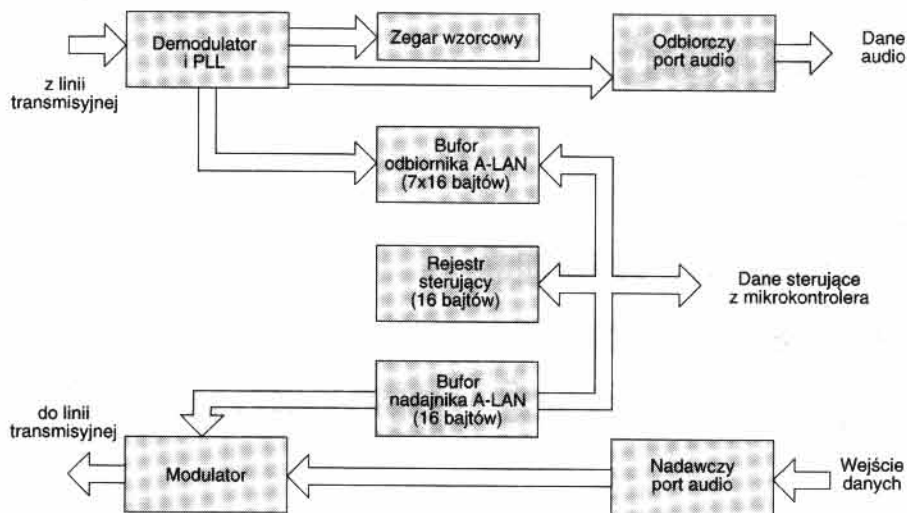 Demodulator
i PLL
Zegar wzorcowy
Odbiorczy
port audio
Dane
audio
z linii
transmisyjnej
Bufor
odbiornika A-LAN
(7x16 bajtów)
Rejestr
sterujący
(16 bajtów)
Dane sterujące
z mikrokontrolera
Bufor
nadajnika A-LAN
(16 bajtów)
do linii
transmisyjnej
Modulator
Nadawczy
port audio
Wejście
danych